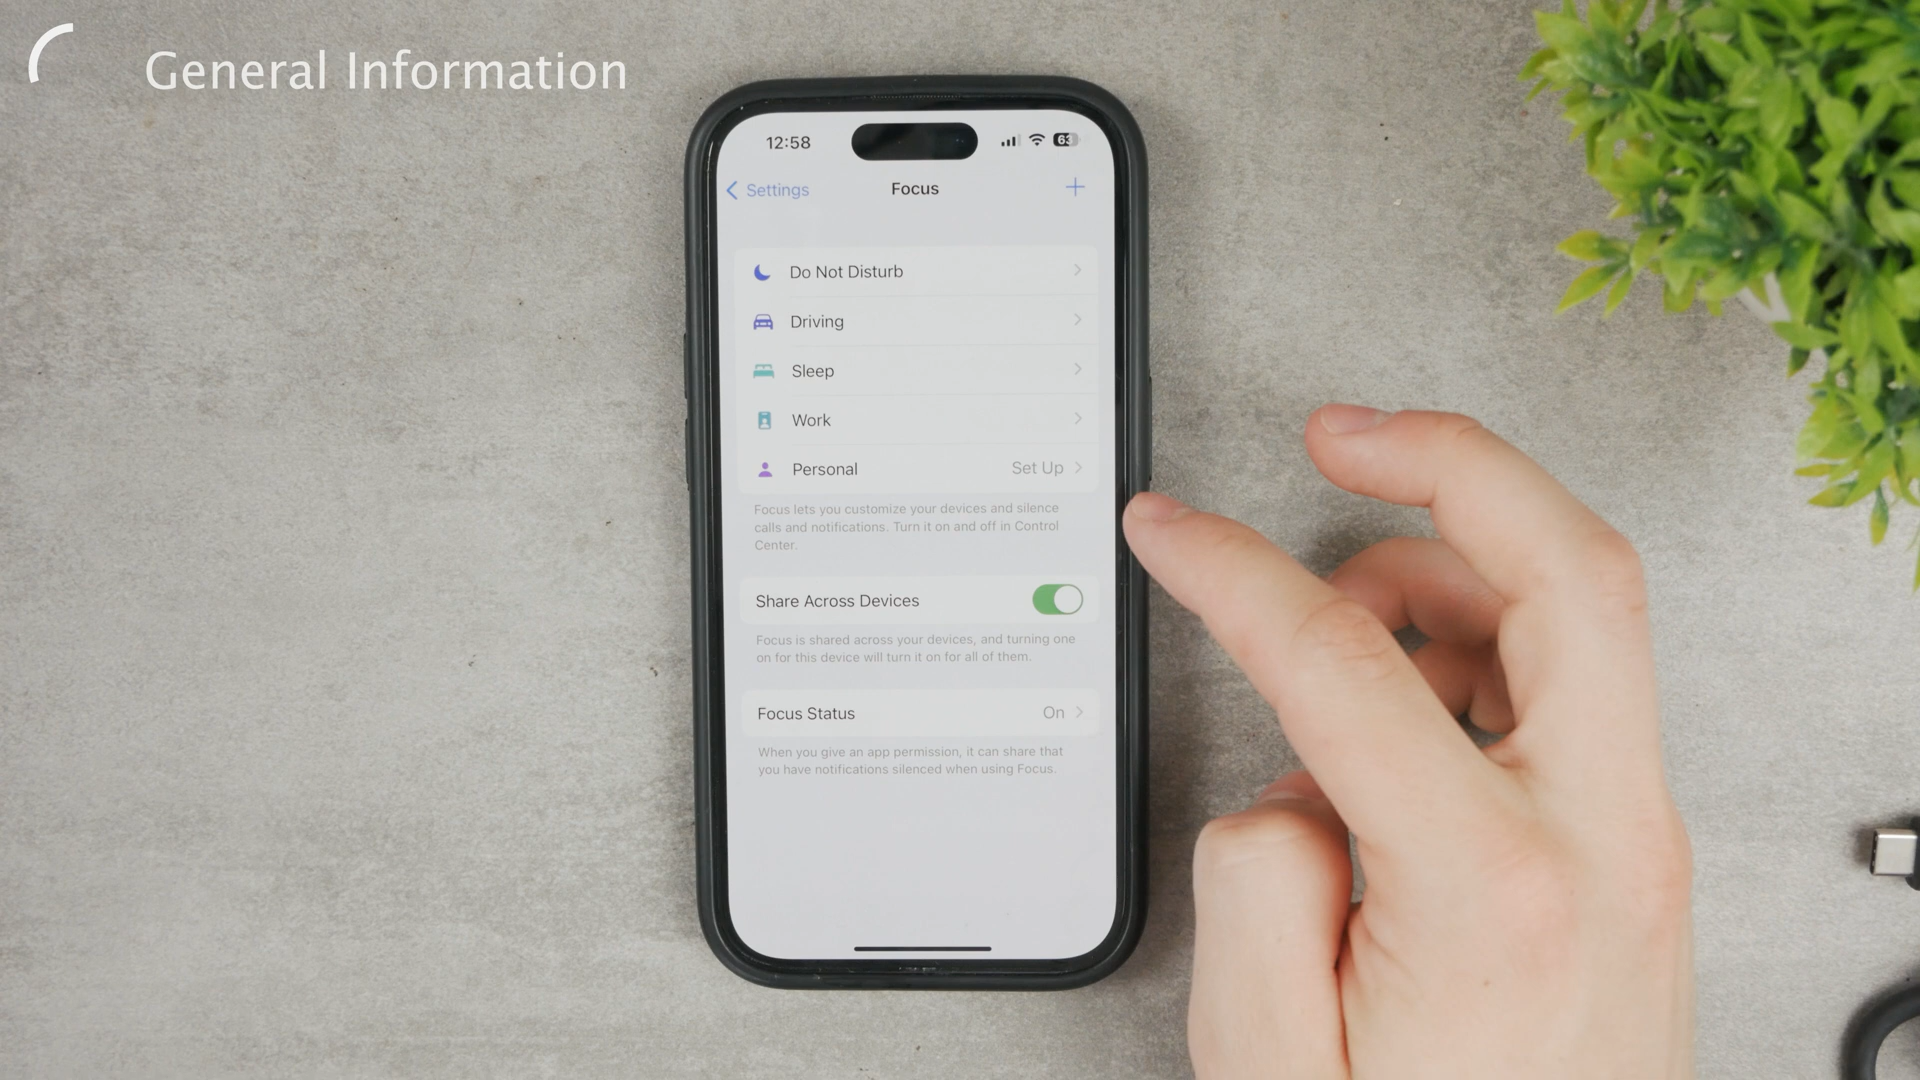 General Information
12:58
63
Settings
Focus
Do Not Disturb
Driving
Sleep
Work
Personal
Set Up
Focus lets you customize your devices and silence
calls and notifications. Turn it on and off in Control
Center.
Share Across Devices
Focus is shared across your devices, and turning one
on for this device will turn it on for all of them.
Focus Status
On
When you give an app permission, it can share that
you have notifications silenced when using Focus.